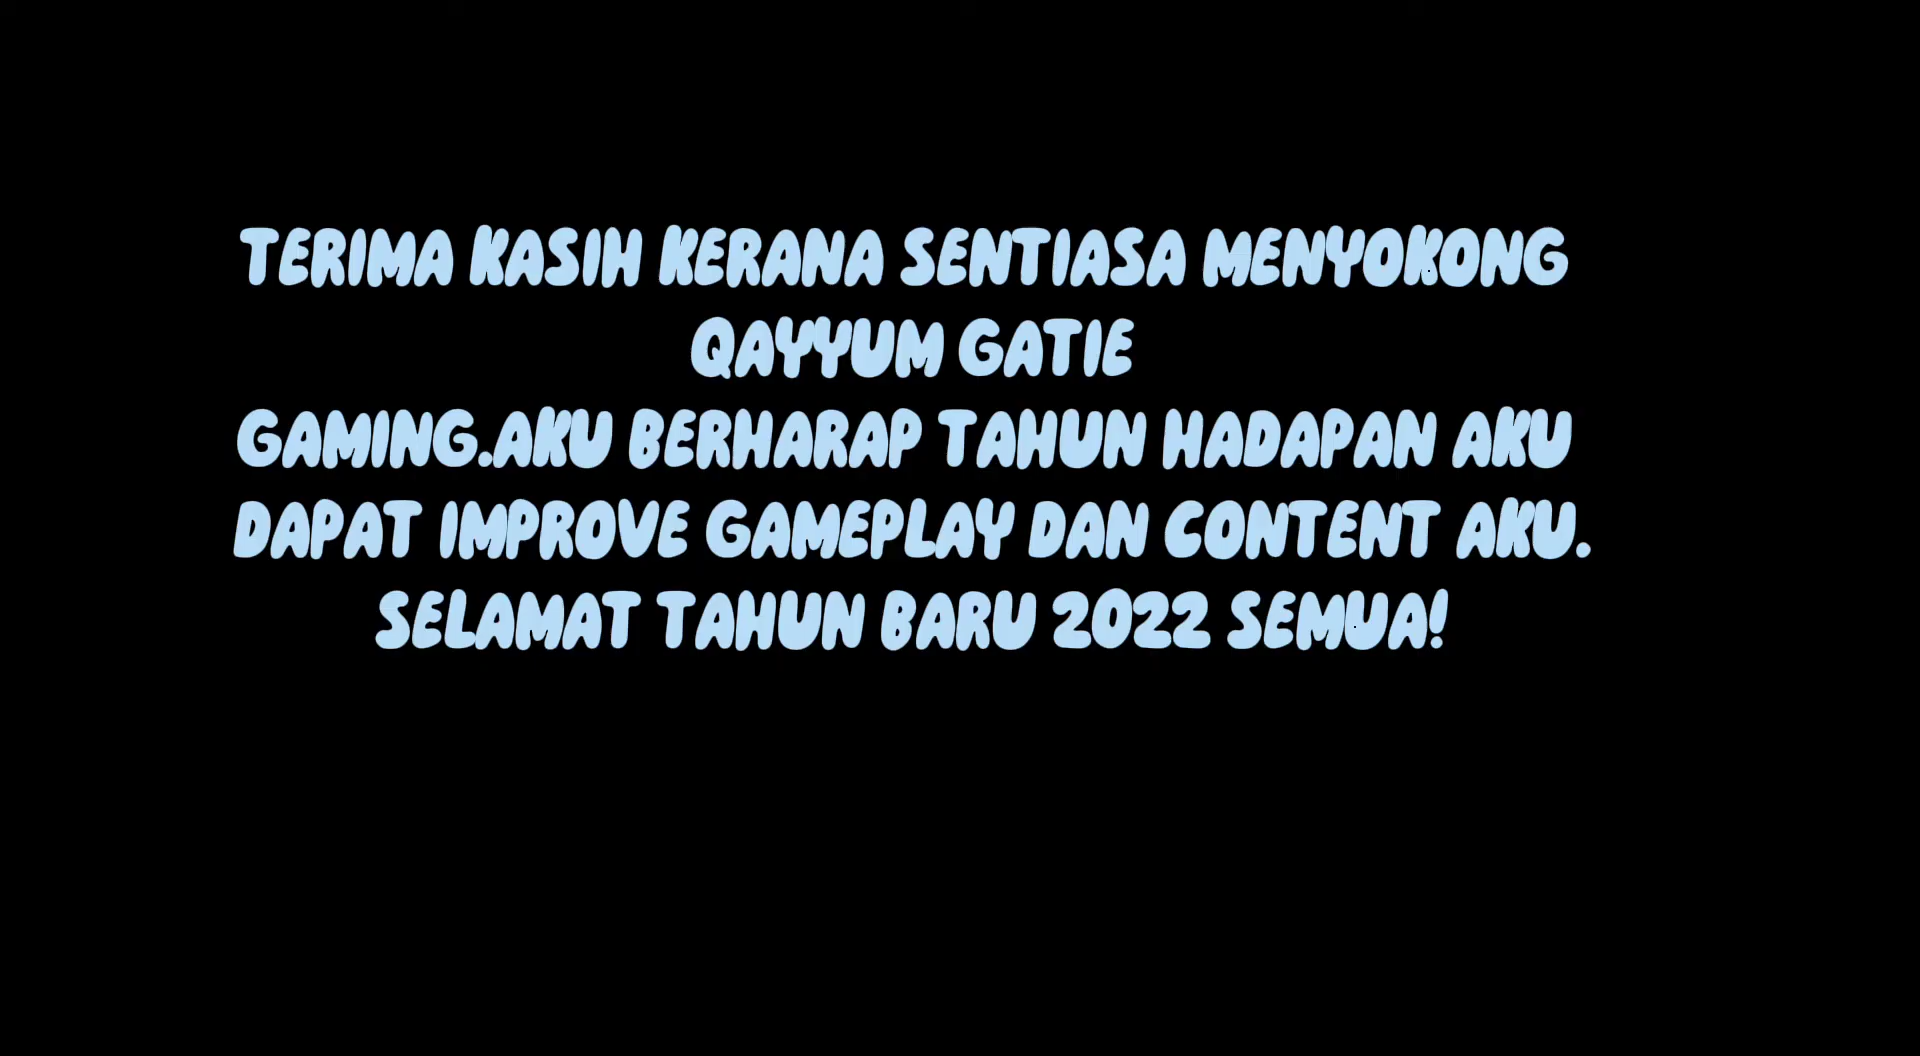 TERIMA KASIH KERANA SENTIASA MENYOKONG
QAYYUM GATIE
GAMING.AKU BERHARAP TAHUN HADAPAN AKU
DAPAT IMPROVE GAMEPLAY DAN CONTENT AKU.
SELAMAT TAHUN BARU 2022 SEMUA!